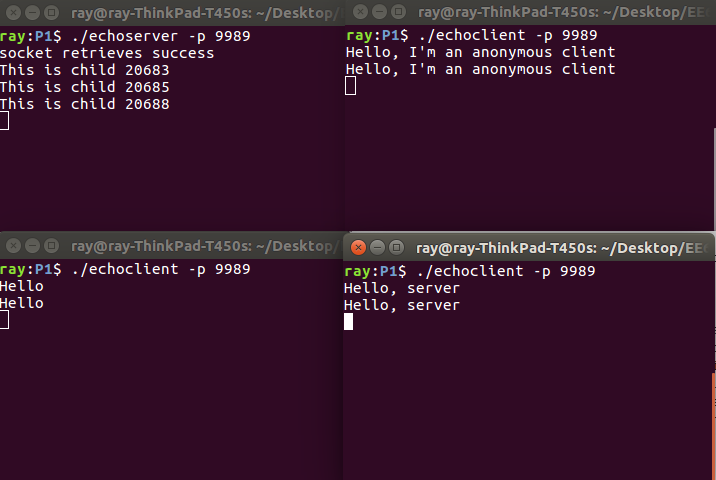 ray@ray-ThinkPad-T450s: ~/Desktop/
ray:P1$ ./echoserver -p 9989
socket retrieves success
This is child 20683
This is child 20685
This is child 20688
ray@ray-ThinkPad-T450s: ~/Desktop/EE
ray:P1$ ./echoclient -p 9989
Hello, I'm an anonymous client
Hello, I'm an anonymous client
ray@ray-ThinkPad-T450s: ~/Desktop/
ray:P1$ ./echoclient -p 9989
Hello
Hello
ray@ray-ThinkPad-T450s: ~/Desktop/EE
ray:P1$ ./echoclient -p 9989
Hello, server
Hello, server